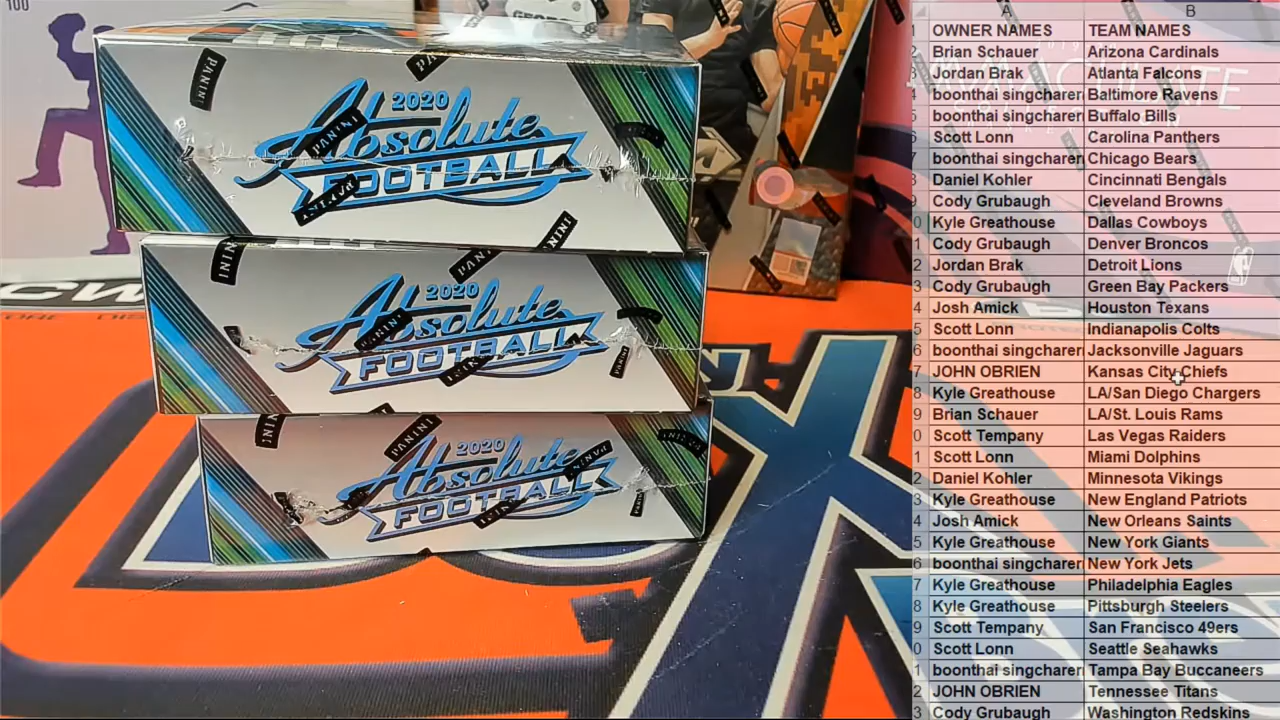 100
GEORG
PANINI
2020
Absolute
FOOTBALL
PANINI
2020
Absolute
FOOTBALL
PANINI
2020
Absolute
FOOTBALL
A B
OWNER NAMES TEAM NAMES
Brian Schauer Arizona Cardinals
Jordan Brak Atlanta Falcons
boonthai singcharer Baltimore Ravens
boonthai singcharer Buffalo Bills
Scott Lonn Carolina Panthers
boonthai singcharer Chicago Bears
Daniel Kohler Cincinnati Bengals
Cody Grubaugh Cleveland Browns
Kyle Greathouse Dallas Cowboys
Cody Grubaugh Denver Broncos
Jordan Brak Detroit Lions
Cody Grubaugh Green Bay Packers
Josh Amick Houston Texans
Scott Lonn Indianapolis Colts
boonthai singcharer Jacksonville Jaguars
JOHN OBRIEN Kansas City Chiefs
Kyle Greathouse LA/San Diego Chargers
Brian Schauer LA/St. Louis Rams
Scott Tempany Las Vegas Raiders
Scott Lonn Miami Dolphins
Daniel Kohler Minnesota Vikings
Kyle Greathouse New England Patriots
Josh Amick New Orleans Saints
Kyle Greathouse New York Giants
boonthai singcharer New York Jets
Kyle Greathouse Philadelphia Eagles
Kyle Greathouse Pittsburgh Steelers
Scott Tempany San Francisco 49ers
Scott Lonn Seattle Seahawks
boonthai singcharer Tampa Bay Buccaneers
JOHN OBRIEN Tennessee Titans
Cody Grubaugh Washington Redskins